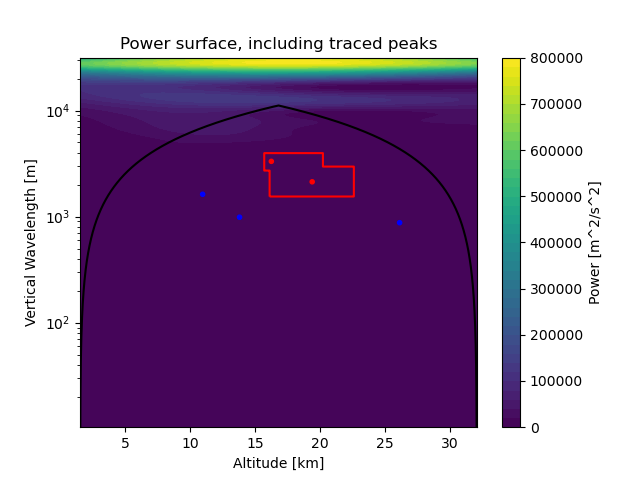 Power surface, including traced peaks
Vertical Wavelength [m]
10^4
10^3
10^2
5 10 15 20 25 30
Altitude [km]
800000
700000
600000
500000
400000
300000
200000
100000
0
Power [m^2/s^2]